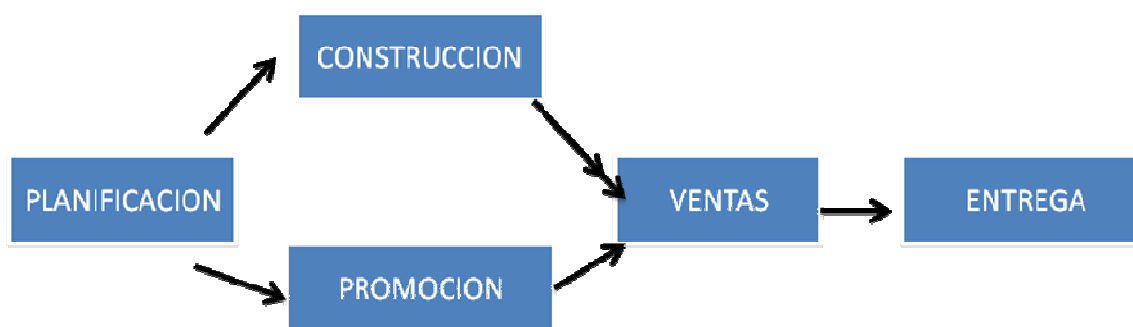 CONSTRUCCION
PLANIFICACION
VENTAS
ENTREGA
PROMOCION